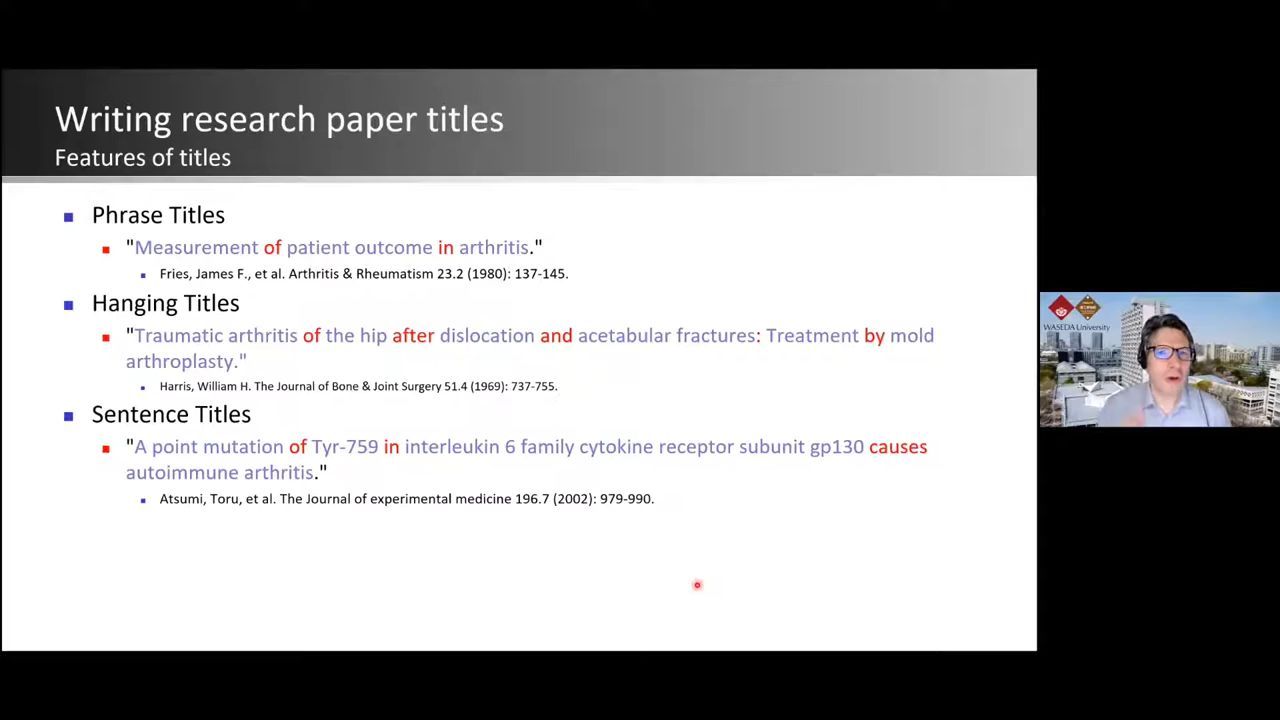 Writing research paper titles
Features of titles
Phrase Titles
"Measurement of patient outcome in arthritis."
Fries, James F., et al. Arthritis & Rheumatism 23.2 (1980): 137-145.
Hanging Titles
"Traumatic arthritis of the hip after dislocation and acetabular fractures: Treatment by mold
arthroplasty."
Harris, William H. The Journal of Bone & Joint Surgery 51.4 (1969): 737-755.
Sentence Titles
"A point mutation of Tyr-759 in interleukin 6 family cytokine receptor subunit gp130 causes
autoimmune arthritis."
Atsumi, Toru, et al. The Journal of experimental medicine 196.7 (2002): 979-990.
WASEDA University